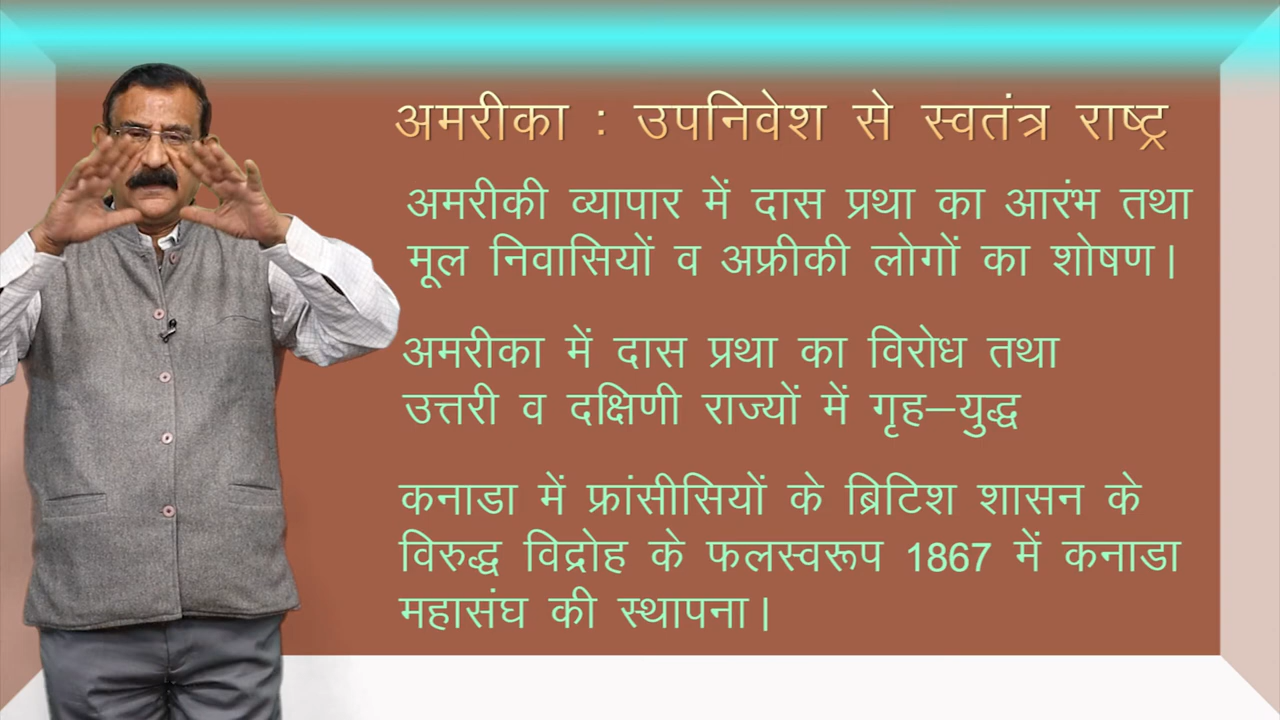 अमरीका : उपनिवेश से स्वतंत्र राष्ट्र
अमरीकी व्यापार में दास प्रथा का आरंभ तथा
मूल निवासियों व अफ्रीकी लोगों का शोषण।
अमरीका में दास प्रथा का विरोध तथा
उत्तरी व दक्षिणी राज्यों में गृह–युद्ध
कनाडा में फ्रांसीसियों के ब्रिटिश शासन के
विरुद्ध विद्रोह के फलस्वरूप 1867 में कनाडा
महासंघ की स्थापना।